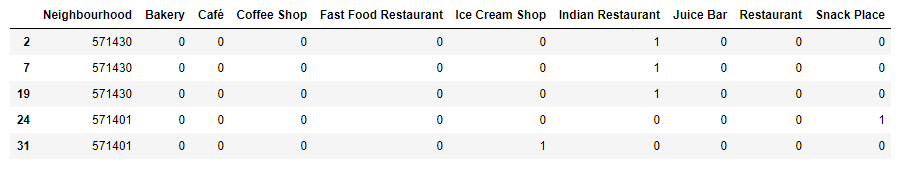 Neighbourhood Bakery Café Coffee Shop Fast Food Restaurant Ice Cream Shop Indian Restaurant Juice Bar Restaurant Snack Place
2 571430 0 0 0 0 0 1 0 0 0
7 571430 0 0 0 0 0 1 0 0 0
19 571430 0 0 0 0 0 1 0 0 0
24 571401 0 0 0 0 0 0 0 0 1
31 571401 0 0 0 0 1 0 0 0 0